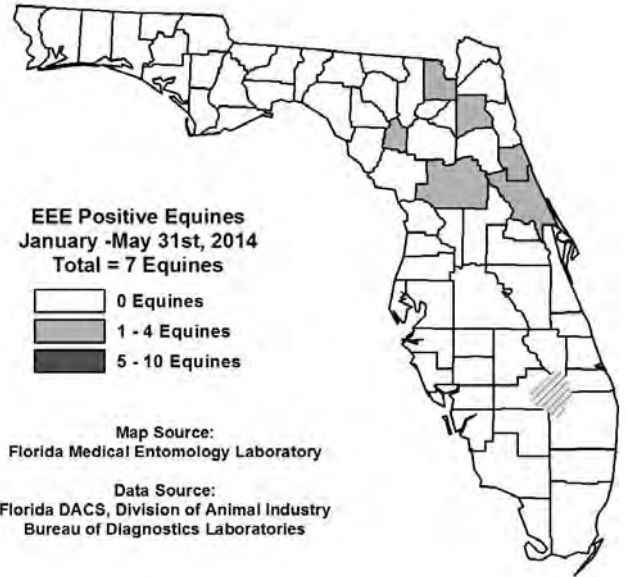 EEE Positive Equines
January -May 31st, 2014
Total = 7 Equines
0 Equines
1 - 4 Equines
5 - 10 Equines
Map Source:
Florida Medical Entomology Laboratory
Data Source:
Florida DACS, Division of Animal Industry
Bureau of Diagnostics Laboratories